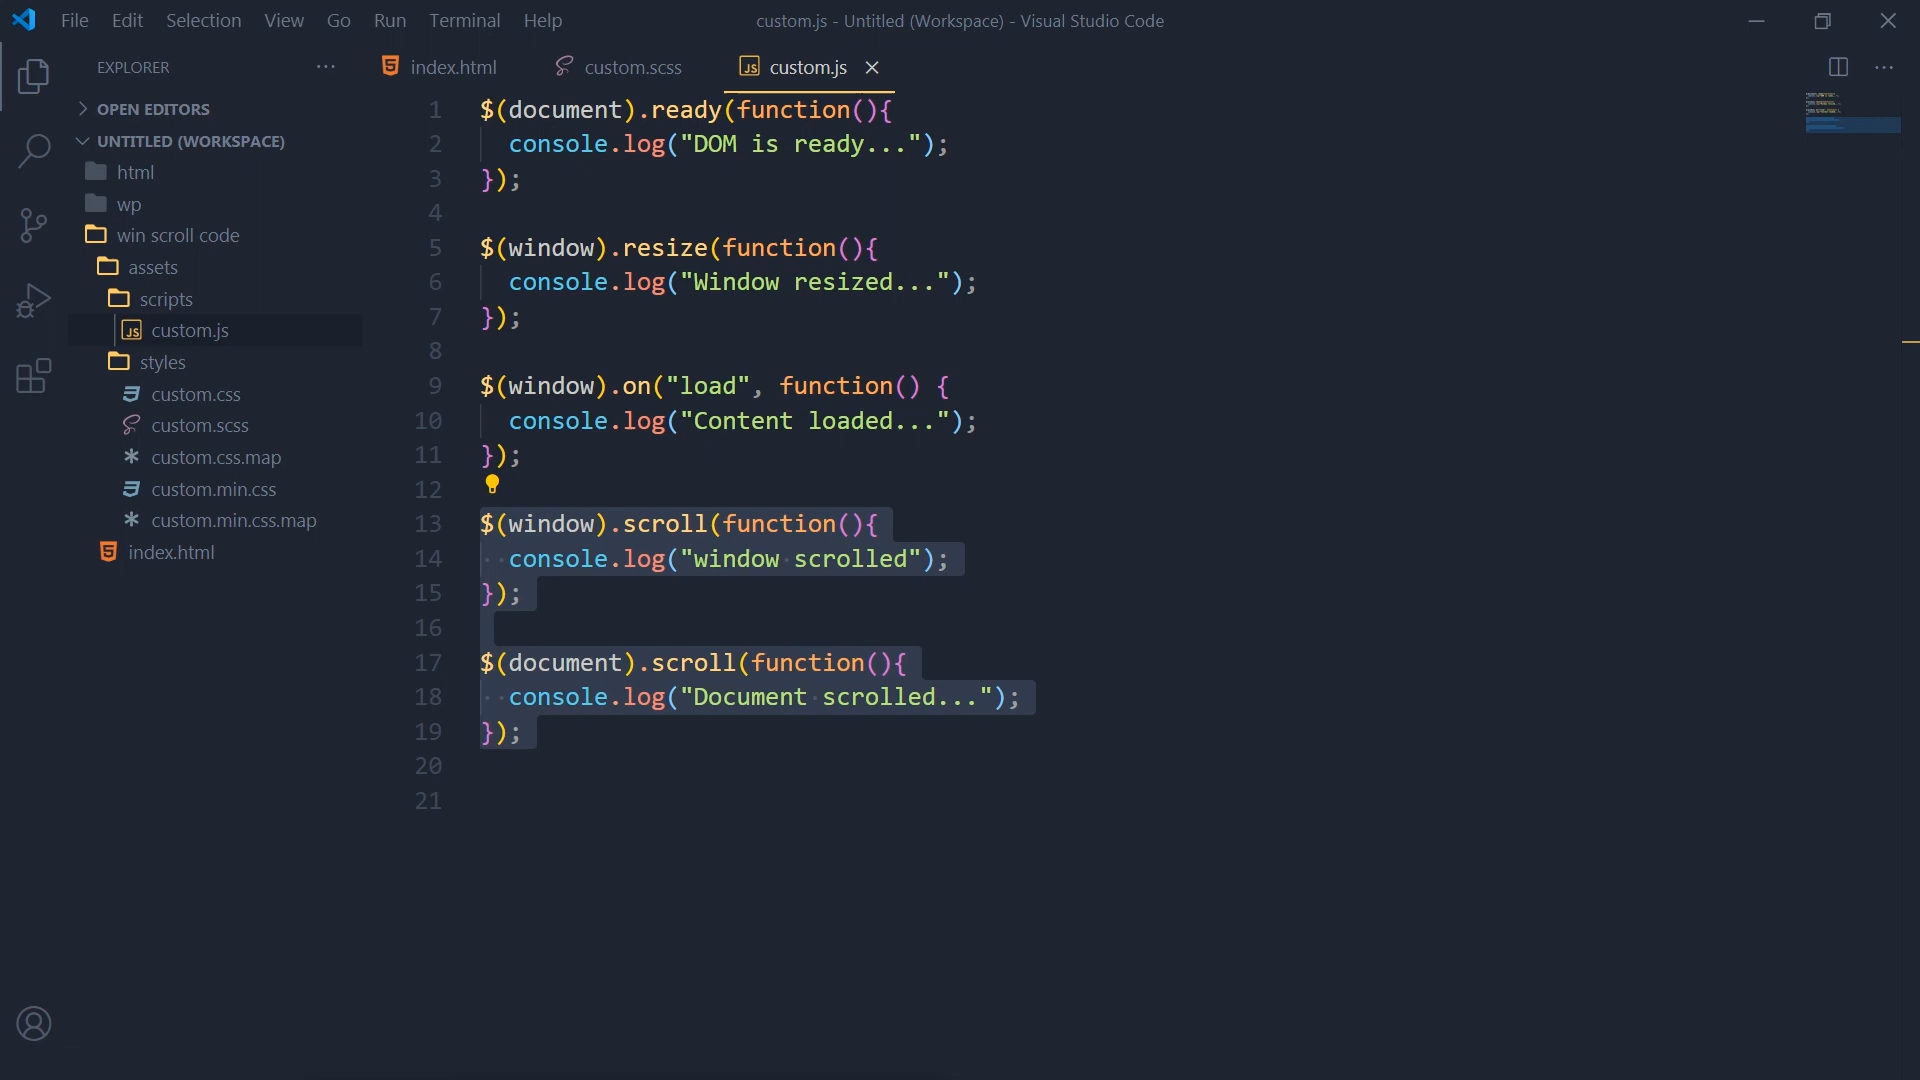 File Edit Selection View Go Run Terminal Help
custom.js - Untitled (Workspace) - Visual Studio Code
EXPLORER
OPEN EDITORS
UNTITLED (WORKSPACE)
html
wp
win scroll code
assets
scripts
custom.js
styles
custom.css
custom.scss
custom.css.map
custom.min.css
custom.min.css.map
index.html
index.html custom.scss custom.js
1 $(document).ready(function(){
2 console.log("DOM is ready...");
3 });
4
5 $(window).resize(function(){
6 console.log("Window resized...");
7 });
8
9 $(window).on("load", function() {
10 console.log("Content loaded...");
11 });
12
13 $(window).scroll(function(){
14 console.log("window scrolled");
15 });
16
17 $(document).scroll(function(){
18 console.log("Document scrolled...");
19 });
20
21